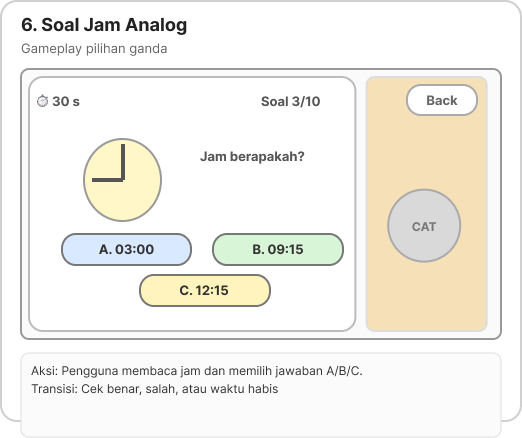 6. Soal Jam Analog
Gameplay pilihan ganda
⏱ 30 s
Soal 3/10
Back
Jam berapakah?
CAT
A. 03:00
B. 09:15
C. 12:15
Aksi: Pengguna membaca jam dan memilih jawaban A/B/C.
Transisi: Cek benar, salah, atau waktu habis